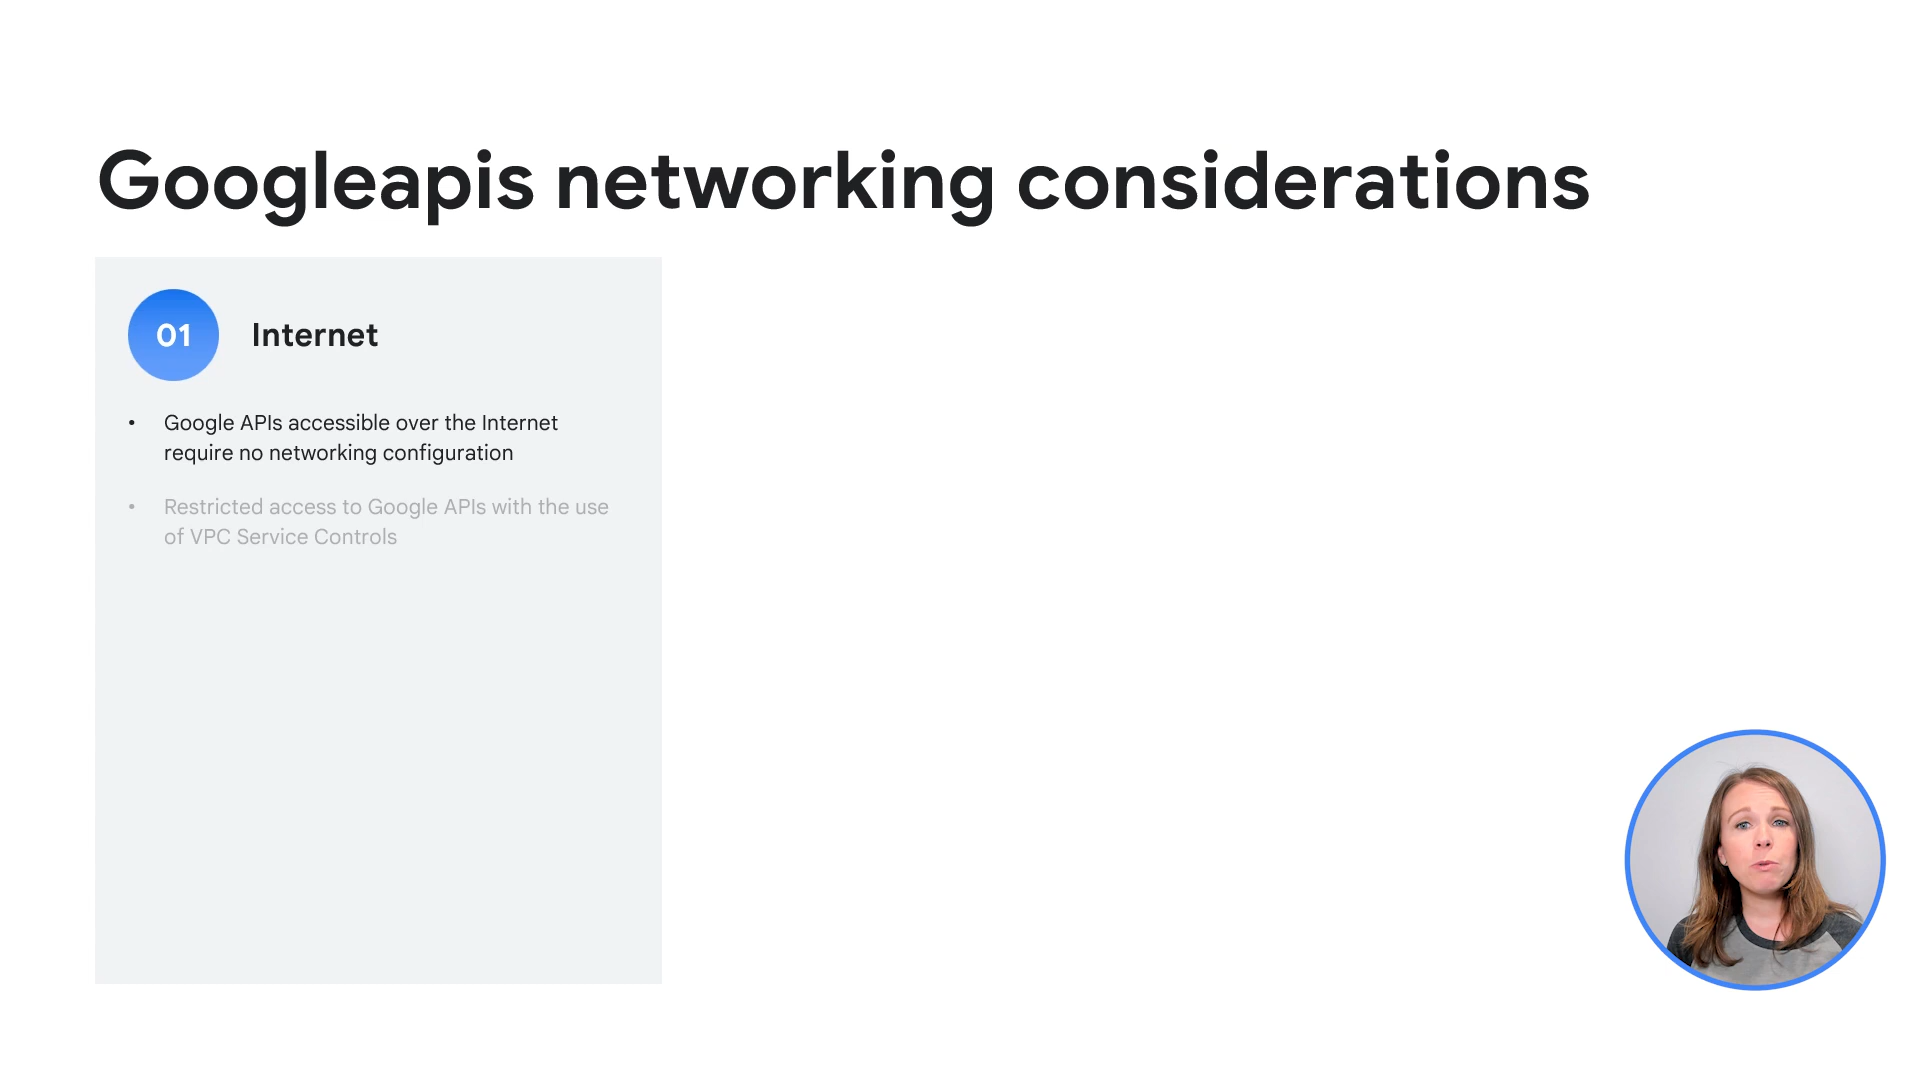 Googleapis networking considerations
01
Internet
• Google APIs accessible over the Internet
require no networking configuration
• Restricted access to Google APIs with the use
of VPC Service Controls